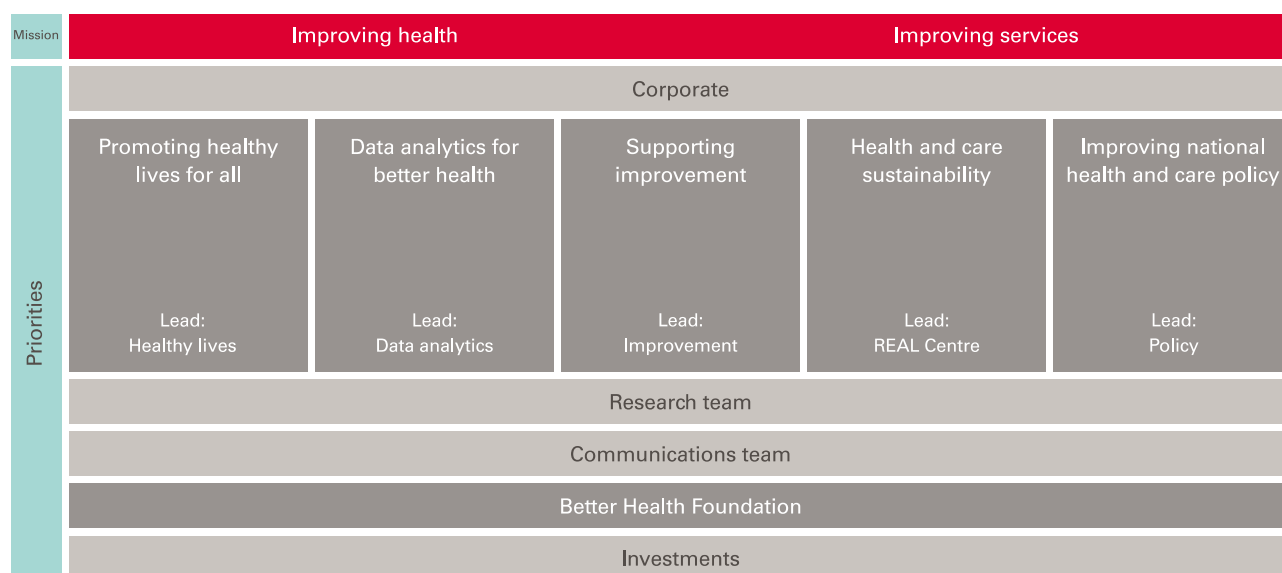 Mission
Improving health
Improving services
Priorities
Corporate
Promoting healthy
lives for all
Lead:
Healthy lives
Data analytics for
better health
Lead:
Data analytics
Supporting
improvement
Lead:
Improvement
Health and care
sustainability
Lead:
REAL Centre
Improving national
health and care policy
Lead:
Policy
Research team
Communications team
Better Health Foundation
Investments